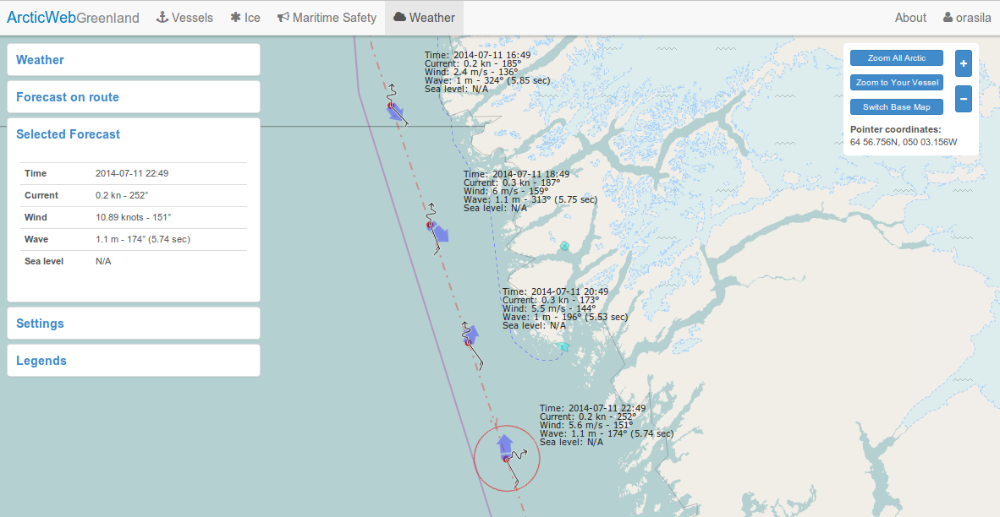 ArcticWebGreenland Vessels Ice Maritime Safety Weather About orasila
Weather
Forecast on route
Selected Forecast
Time 2014-07-11 22:49
Current 0.2 kn - 252°
Wind 10.89 knots - 151°
Wave 1.1 m - 174° (5.74 sec)
Sea level N/A
Settings
Legends
Time: 2014-07-11 16:49
Current: 0.2 kn - 185°
Wind: 2.4 m/s - 136°
Wave: 1 m - 324° (5.85 sec)
Sea level: N/A
Time: 2014-07-11 18:49
Current: 0.3 kn - 187°
Wind: 6 m/s - 159°
Wave: 1.1 m - 313° (5.75 sec)
Sea level: N/A
Time: 2014-07-11 20:49
Current: 0.3 kn - 173°
Wind: 5.5 m/s - 144°
Wave: 1 m - 196° (5.53 sec)
Sea level: N/A
Time: 2014-07-11 22:49
Current: 0.2 kn - 252°
Wind: 5.6 m/s - 151°
Wave: 1.1 m - 174° (5.74 sec)
Sea level: N/A
Zoom All Arctic
+
Zoom to Your Vessel
−
Switch Base Map
Pointer coordinates:
64 56.756N, 050 03.156W